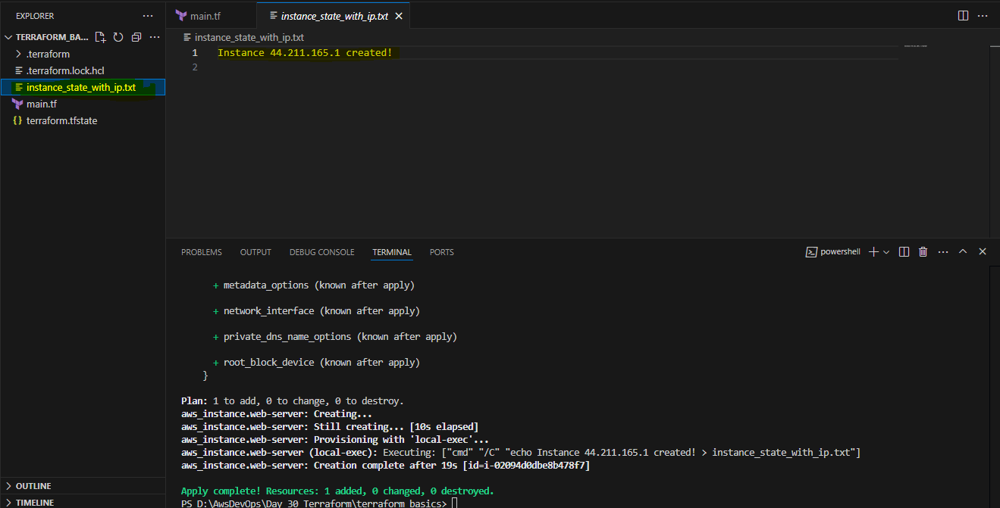 EXPLORER
TERRAFORM_BA...
.terraform
.terraform.lock.hcl
instance_state_with_ip.txt
main.tf
terraform.tfstate
OUTLINE
TIMELINE
main.tf
instance_state_with_ip.txt
instance_state_with_ip.txt
1 Instance 44.211.165.1 created!
2
PROBLEMS OUTPUT DEBUG CONSOLE TERMINAL PORTS powershell
+ metadata_options (known after apply)
+ network_interface (known after apply)
+ private_dns_name_options (known after apply)
+ root_block_device (known after apply)
}
Plan: 1 to add, 0 to change, 0 to destroy.
aws_instance.web-server: Creating...
aws_instance.web-server: Still creating... [10s elapsed]
aws_instance.web-server: Provisioning with 'local-exec'...
aws_instance.web-server (local-exec): Executing: ["cmd" "/C" "echo Instance 44.211.165.1 created! > instance_state_with_ip.txt"]
aws_instance.web-server: Creation complete after 19s [id=i-02094d0dbe8b478f7]
Apply complete! Resources: 1 added, 0 changed, 0 destroyed.
PS D:\AwsDevOps\Day 30 Terraform\terraform_basics>